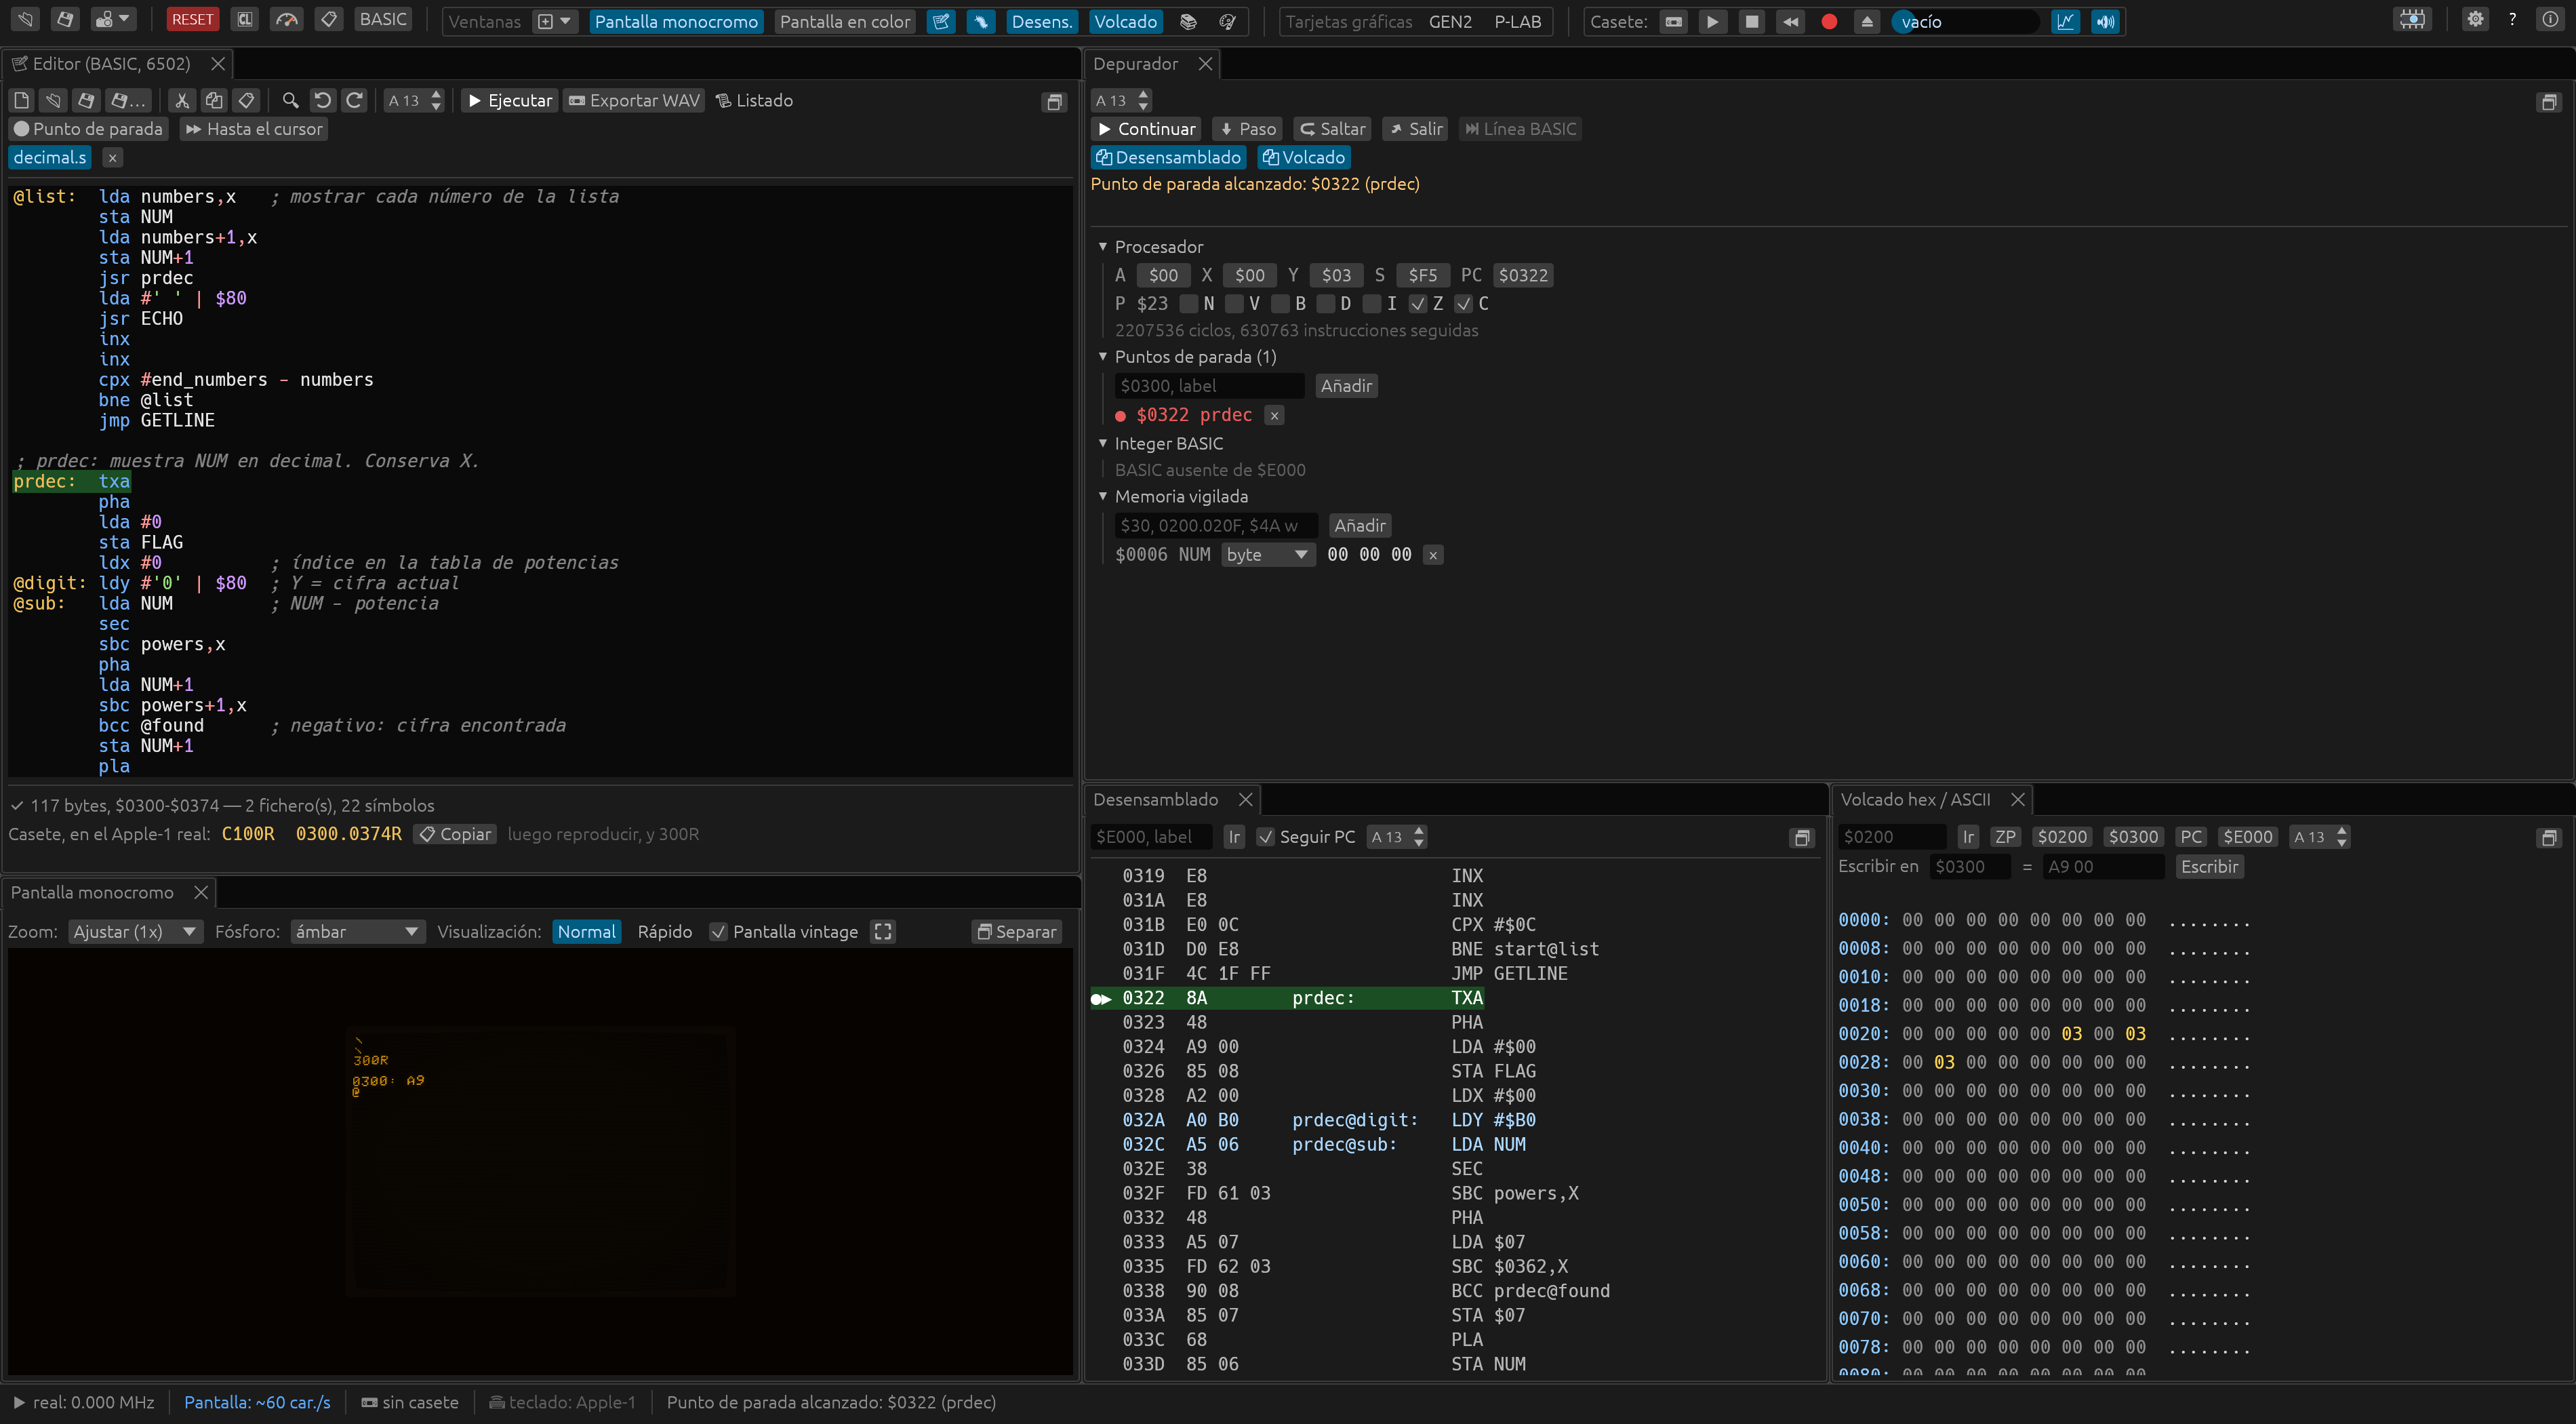 RESET BASIC Ventanas Pantalla monocromo Pantalla en color Desens. Volcado Tarjetas gráficas GEN2 P-LAB Casete: vacío ?
Editor (BASIC, 6502)
A 13 Ejecutar Exportar WAV Listado
Punto de parada Hasta el cursor
decimal.s x
@list: lda numbers,x ; mostrar cada número de la lista
sta NUM
lda numbers+1,x
sta NUM+1
jsr prdec
lda #' ' | $80
jsr ECHO
inx
inx
cpx #end_numbers - numbers
bne @list
jmp GETLINE
; prdec: muestra NUM en decimal. Conserva X.
prdec: txa
pha
lda #0
sta FLAG
ldx #0 ; índice en la tabla de potencias
@digit: ldy #'0' | $80 ; Y = cifra actual
@sub: lda NUM ; NUM - potencia
sec
sbc powers,x
pha
lda NUM+1
sbc powers+1,x
bcc @found ; negativo: cifra encontrada
sta NUM+1
pla
✓ 117 bytes, $0300-$0374 — 2 fichero(s), 22 símbolos
Casete, en el Apple-1 real: C100R 0300.0374R Copiar luego reproducir, y 300R
Pantalla monocromo
Zoom: Ajustar (1x) Fósforo: ámbar Visualización: Normal Rápido Pantalla vintage Separar
\
\
300R
0300: A9
@
Depurador
A 13
Continuar Paso Saltar Salir Línea BASIC
Desensamblado Volcado
Punto de parada alcanzado: $0322 (prdec)
Procesador
A $00 X $00 Y $03 S $F5 PC $0322
P $23 N V B D I Z C
2207536 ciclos, 630763 instrucciones seguidas
Puntos de parada (1)
$0300, label Añadir
$0322 prdec x
Integer BASIC
BASIC ausente de $E000
Memoria vigilada
$30, 0200.020F, $4A w Añadir
$0006 NUM byte 00 00 00 x
Desensamblado
$E000, label Ir Seguir PC A 13
0319 E8 INX
031A E8 INX
031B E0 0C CPX #$0C
031D D0 E8 BNE start@list
031F 4C 1F FF JMP GETLINE
0322 8A prdec: TXA
0323 48 PHA
0324 A9 00 LDA #$00
0326 85 08 STA FLAG
0328 A2 00 LDX #$00
032A A0 B0 prdec@digit: LDY #$B0
032C A5 06 prdec@sub: LDA NUM
032E 38 SEC
032F FD 61 03 SBC powers,X
0332 48 PHA
0333 A5 07 LDA $07
0335 FD 62 03 SBC $0362,X
0338 90 08 BCC prdec@found
033A 85 07 STA $07
033C 68 PLA
033D 85 06 STA NUM
Volcado hex / ASCII
$0200 Ir ZP $0200 $0300 PC $E000 A 13
Escribir en $0300 = A9 00 Escribir
0000: 00 00 00 00 00 00 00 00 ........
0008: 00 00 00 00 00 00 00 00 ........
0010: 00 00 00 00 00 00 00 00 ........
0018: 00 00 00 00 00 00 00 00 ........
0020: 00 00 00 00 00 03 00 03 ........
0028: 00 03 00 00 00 00 00 00 ........
0030: 00 00 00 00 00 00 00 00 ........
0038: 00 00 00 00 00 00 00 00 ........
0040: 00 00 00 00 00 00 00 00 ........
0048: 00 00 00 00 00 00 00 00 ........
0050: 00 00 00 00 00 00 00 00 ........
0058: 00 00 00 00 00 00 00 00 ........
0060: 00 00 00 00 00 00 00 00 ........
0068: 00 00 00 00 00 00 00 00 ........
0070: 00 00 00 00 00 00 00 00 ........
0078: 00 00 00 00 00 00 00 00 ........
real: 0.000 MHz Pantalla: ~60 car./s sin casete teclado: Apple-1 Punto de parada alcanzado: $0322 (prdec)